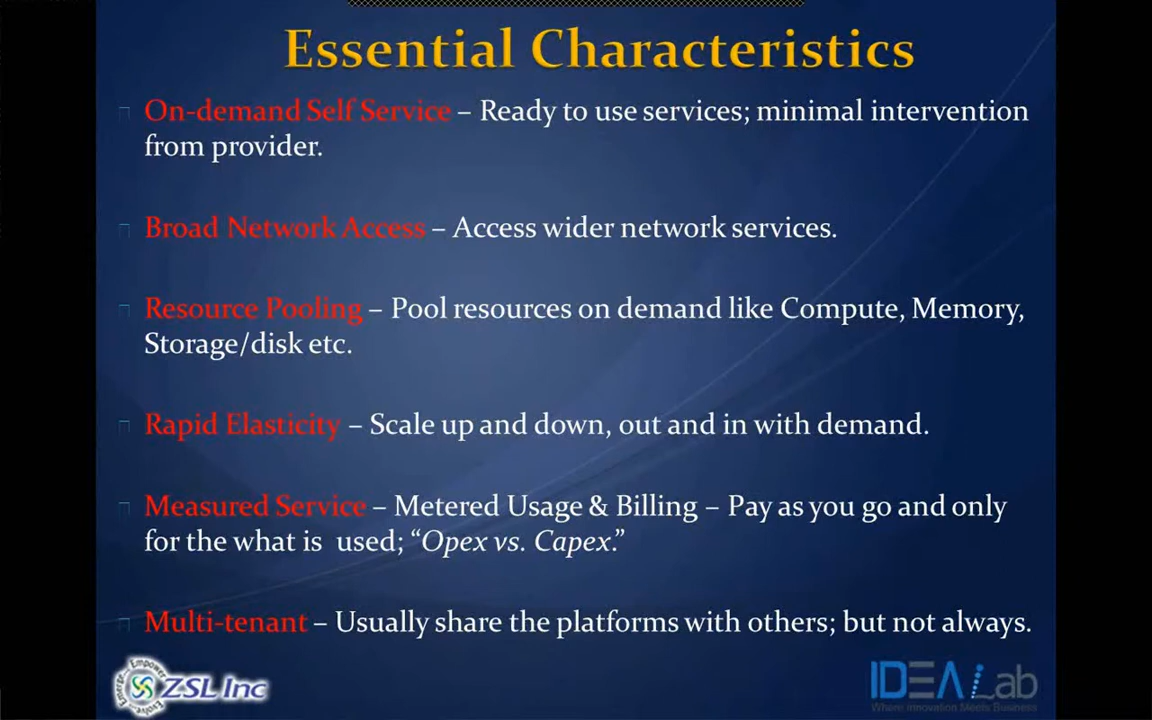 Essential Characteristics
On-demand Self Service – Ready to use services; minimal intervention
from provider.
Broad Network Access – Access wider network services.
Resource Pooling – Pool resources on demand like Compute, Memory,
Storage/disk etc.
Rapid Elasticity – Scale up and down, out and in with demand.
Measured Service – Metered Usage & Billing – Pay as you go and only
for the what is used; “Opex vs. Capex.”
Multi-tenant – Usually share the platforms with others; but not always.
Emerge Empower Evolve
ZSL Inc
IDEA Lab
Where Innovation Meets Business